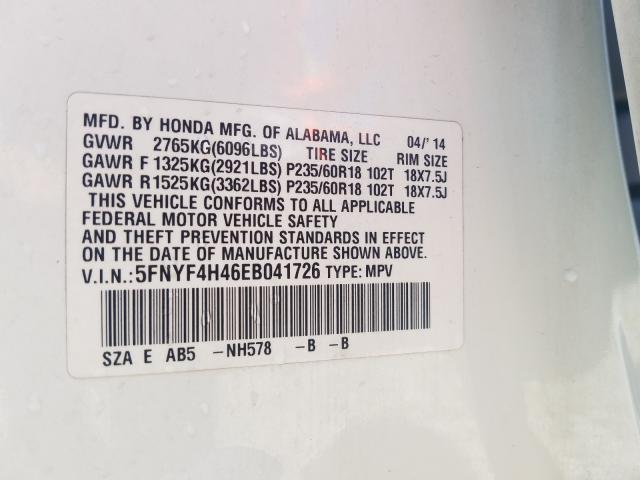 MFD. BY HONDA MFG. OF ALABAMA, LLC 04/'14
GVWR 2765KG(6096LBS) TIRE SIZE RIM SIZE
GAWR F 1325KG(2921LBS) P235/60R18 102T 18X7.5J
GAWR R 1525KG(3362LBS) P235/60R18 102T 18X7.5J
THIS VEHICLE CONFORMS TO ALL APPLICABLE
FEDERAL MOTOR VEHICLE SAFETY
AND THEFT PREVENTION STANDARDS IN EFFECT
ON THE DATE OF MANUFACTURE SHOWN ABOVE.
V.I.N.: 5FNYF4H46EB041726 TYPE: MPV
SZA E AB5 -NH578 -B -B